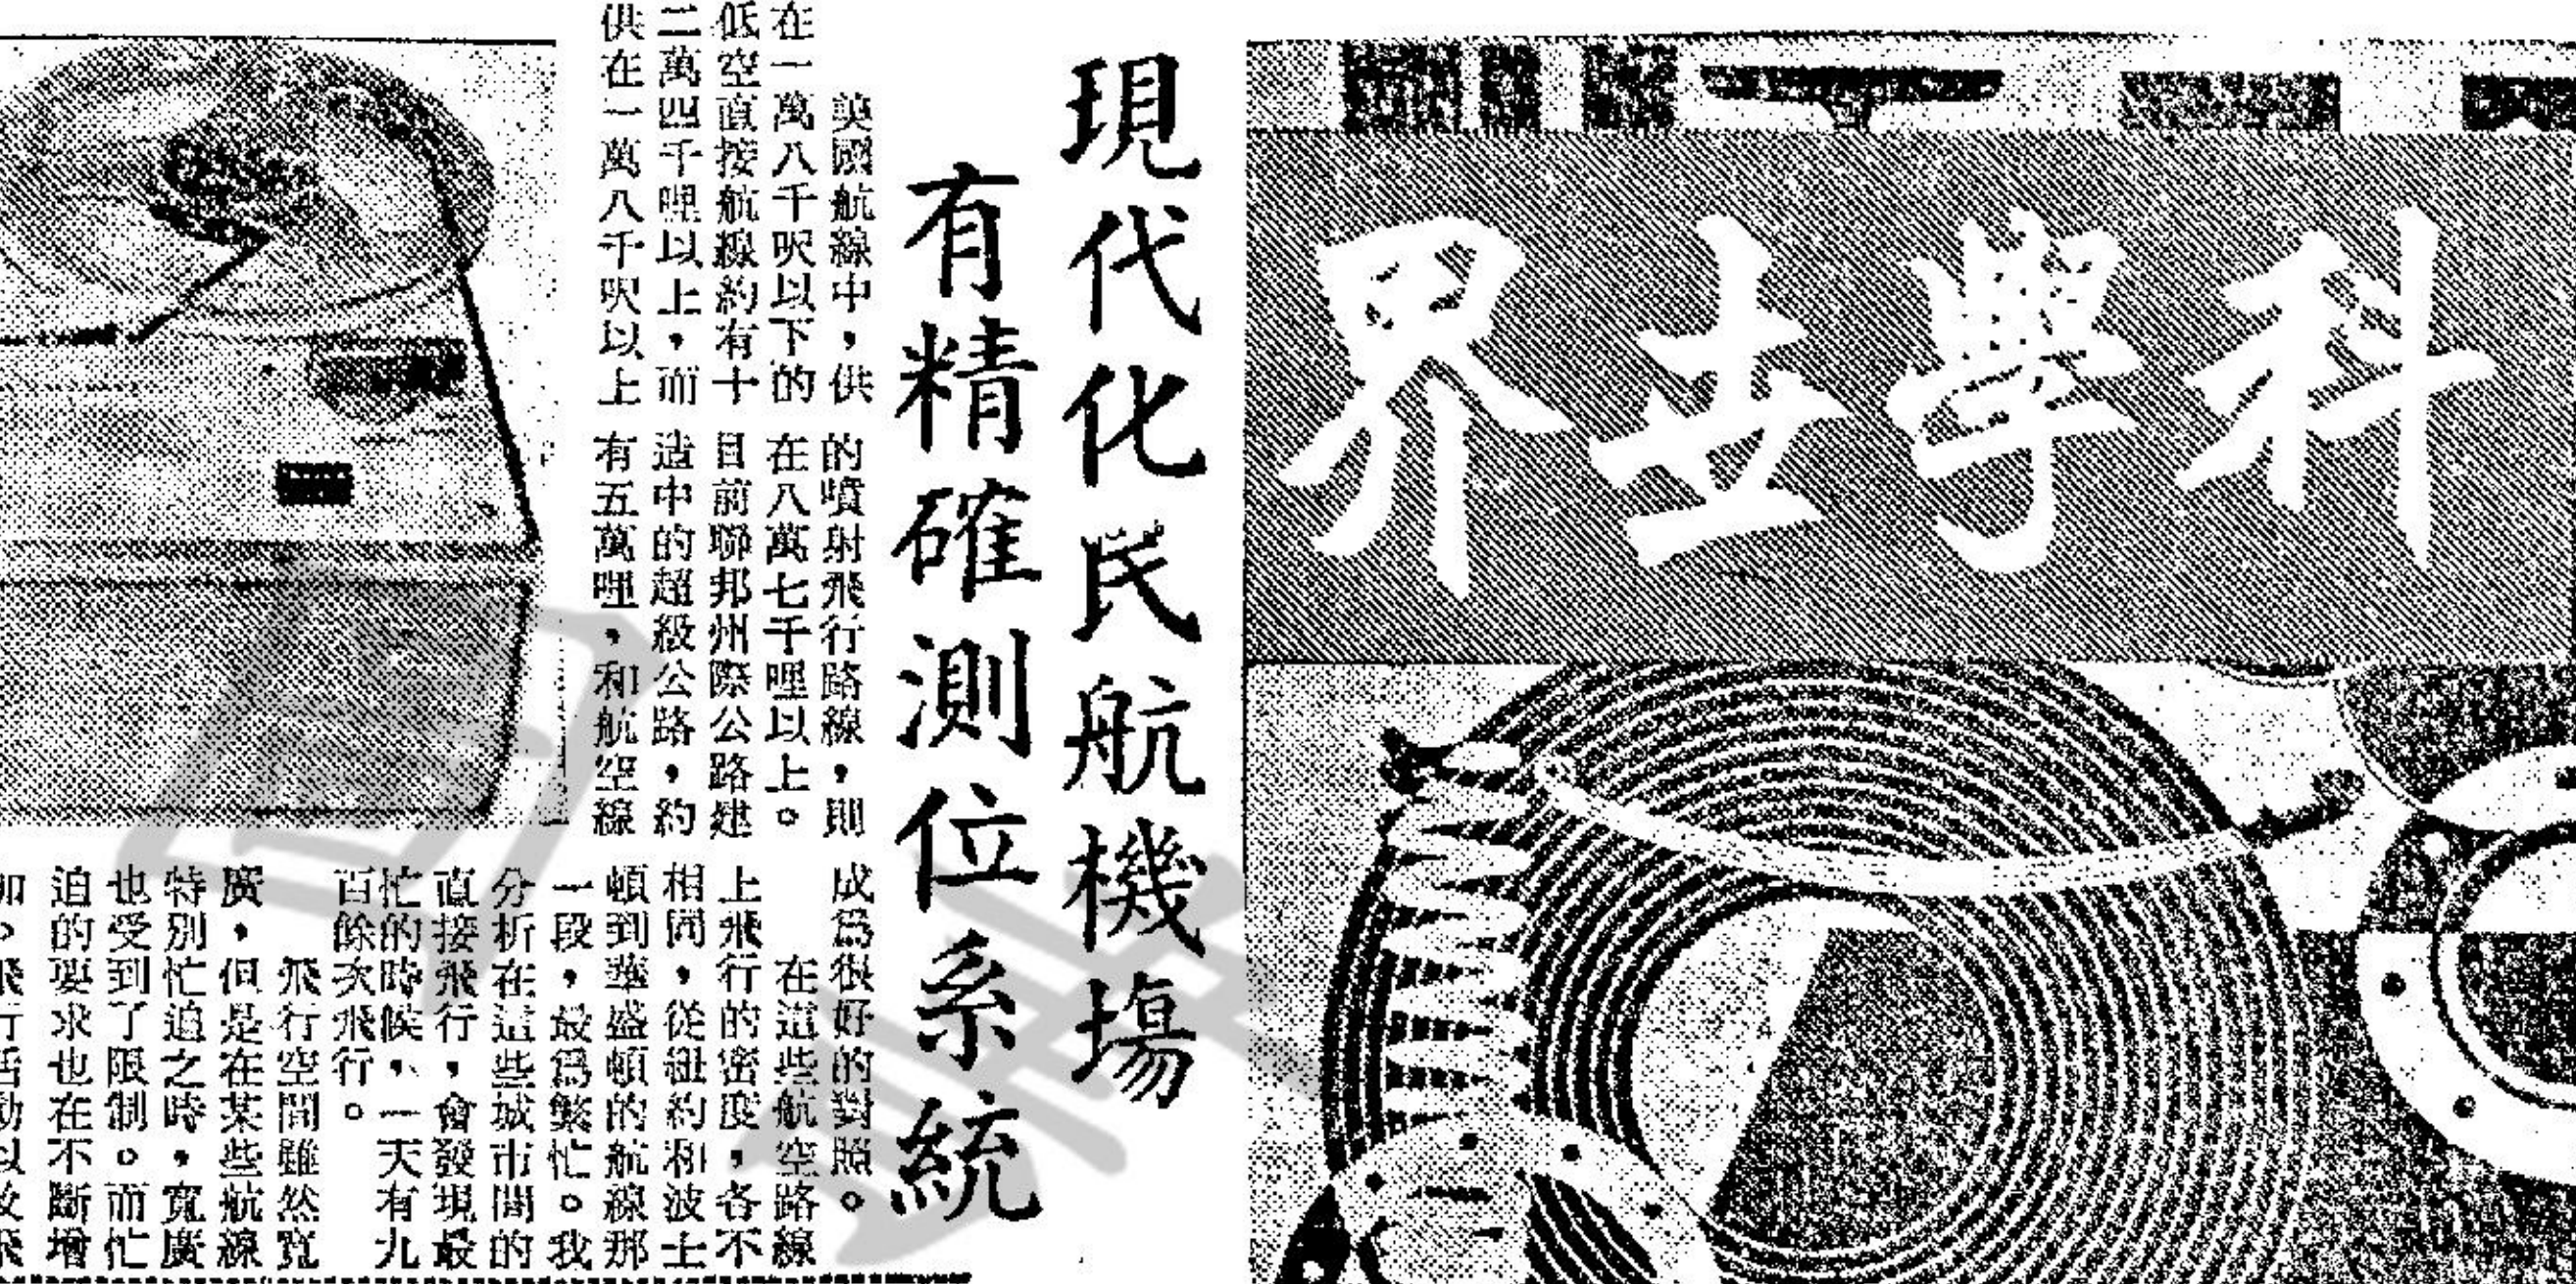 科學世界
現代化民航機塲
有精確測位系統
國航線中，供
在一萬八千呎以下的
低空直接航線約有十
二萬四千哩以上，而
供在一萬八千呎以上
的噴射飛行路線，則
在八萬七千哩以上。
目前聯邦州際公路建
造中的超級公路，約
有五萬哩，和航空線
成爲很好的對照。
在這些航空路線
上飛行的密度，各不
相同，從紐約和波士
頓到華盛頓的航線那
一段，最爲繁忙。我
分析在這些城市間的
直接飛行，會發現最
忙的時候，一天有九
百餘次飛行。
飛行空間雖然寬
廣，但是在某些航線
特別忙迫之時，寬廣
也受到了限制。而忙
迫的要求也在不斷增